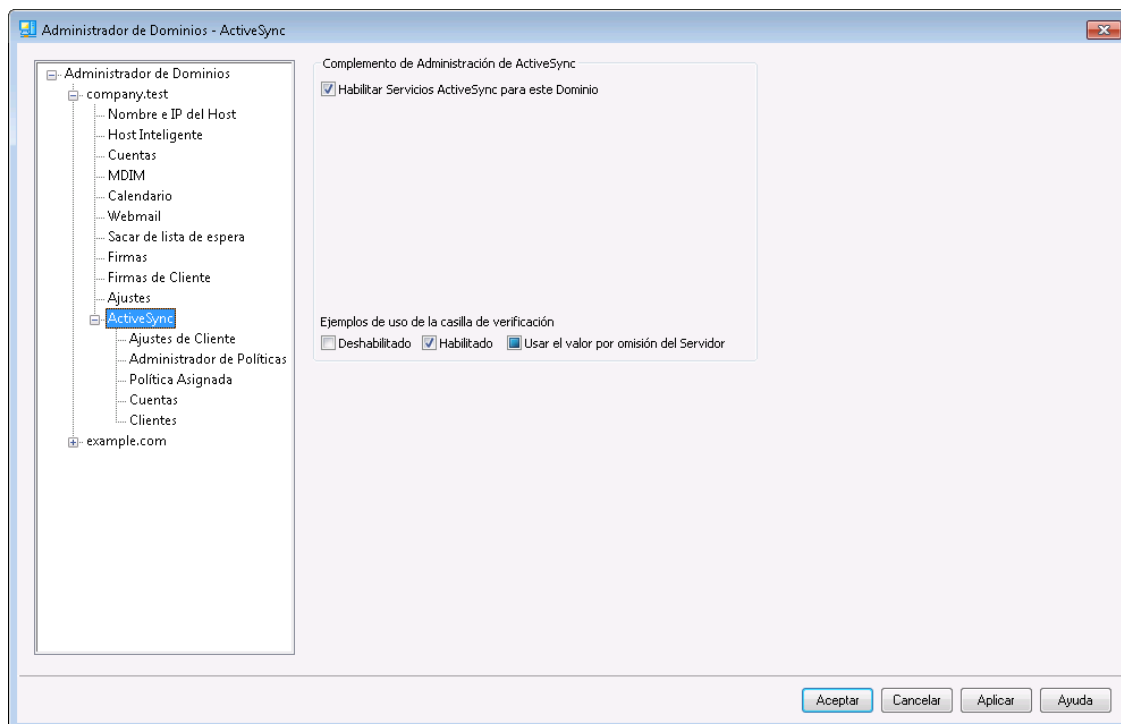 Administrador de Dominios - ActiveSync
Administrador de Dominios
company.test
Nombre e IP del Host
Host Inteligente
Cuentas
MDIM
Calendario
Webmail
Sacar de lista de espera
Firmas
Firmas de Cliente
Ajustes
ActiveSync
Ajustes de Cliente
Administrador de Políticas
Política Asignada
Cuentas
Clientes
example.com
Complemento de Administración de ActiveSync
Habilitar Servicios ActiveSync para este Dominio
Ejemplos de uso de la casilla de verificación
Deshabilitado Habilitado Usar el valor por omisión del Servidor
Aceptar Cancelar Aplicar Ayuda